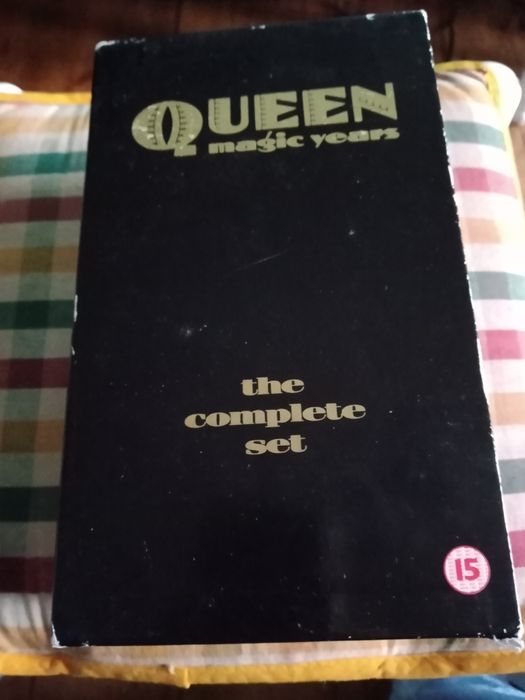 QUEEN
magic years
the
complete
set
15